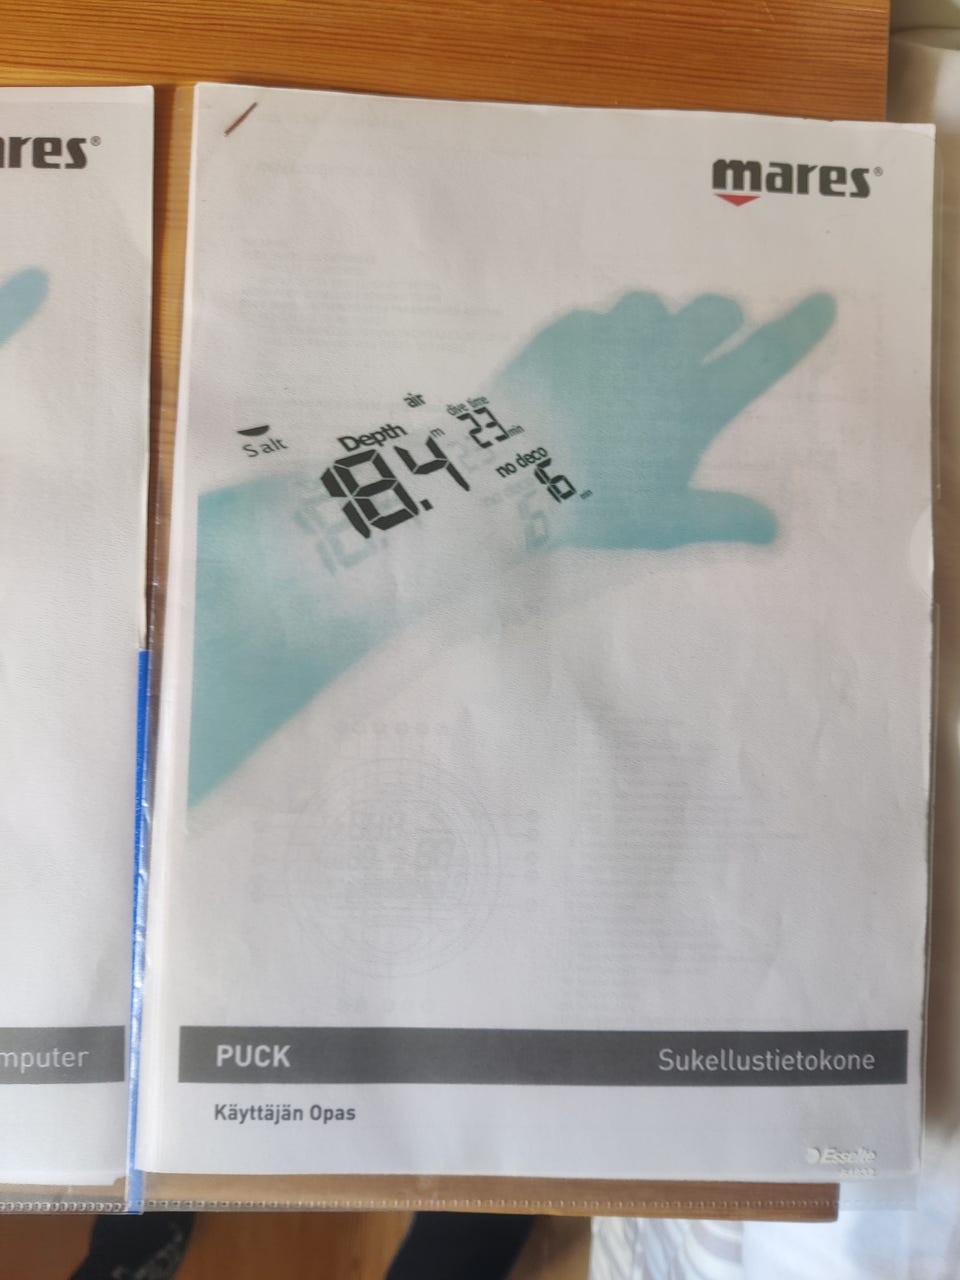 ares®
mares®
air
dive time
23 min
Salt
Depth
18.4 m
no deco
16 min
mputer
PUCK
Sukellustietokone
Käyttäjän Opas
Esselte